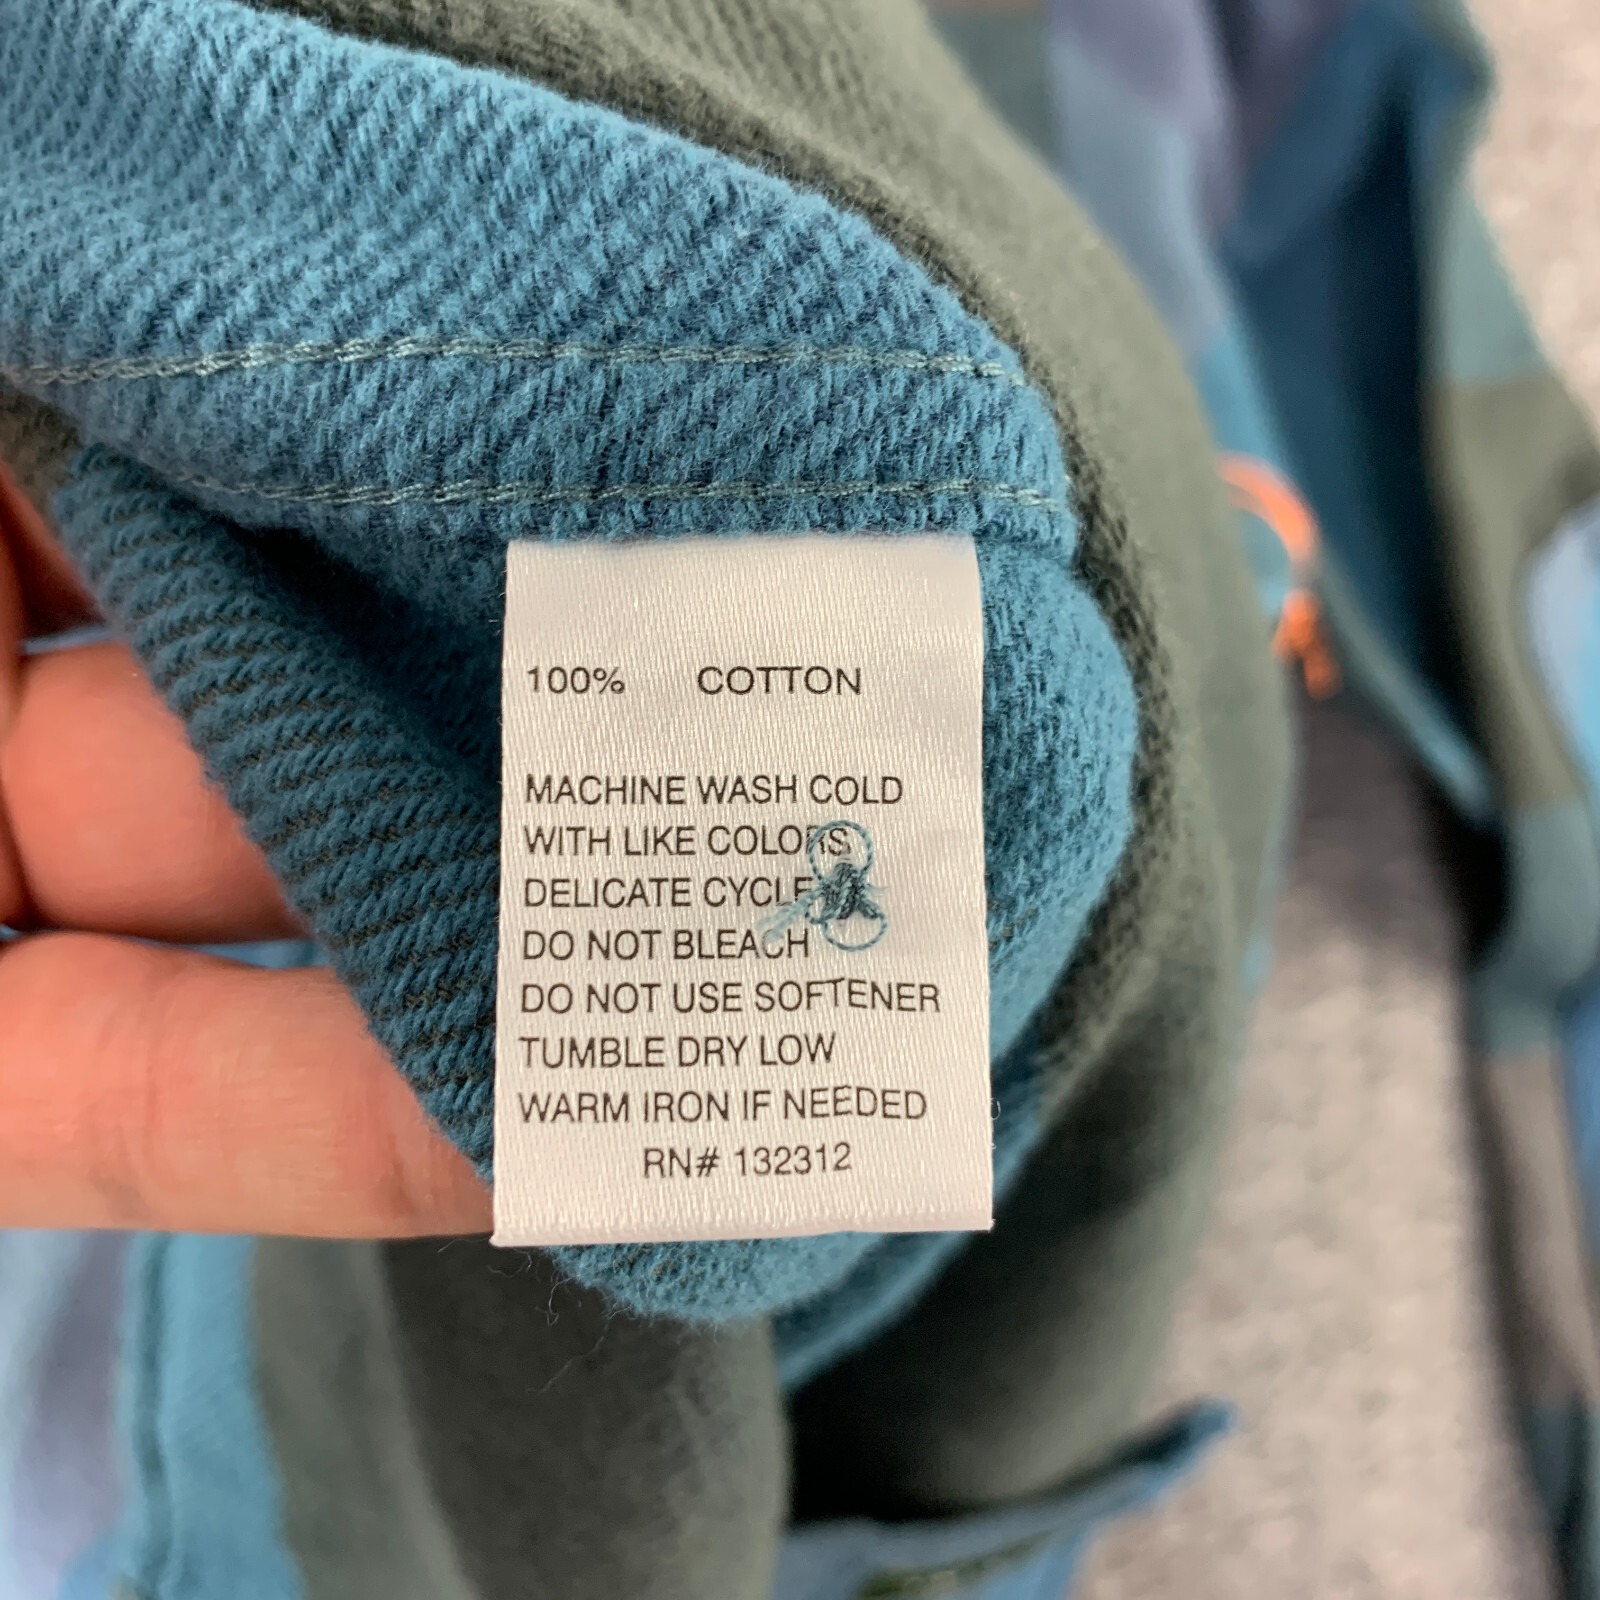 100% COTTON
MACHINE WASH COLD
WITH LIKE COLORS
DELICATE CYCLE
DO NOT BLEACH
DO NOT USE SOFTENER
TUMBLE DRY LOW
WARM IRON IF NEEDED
RN# 132312